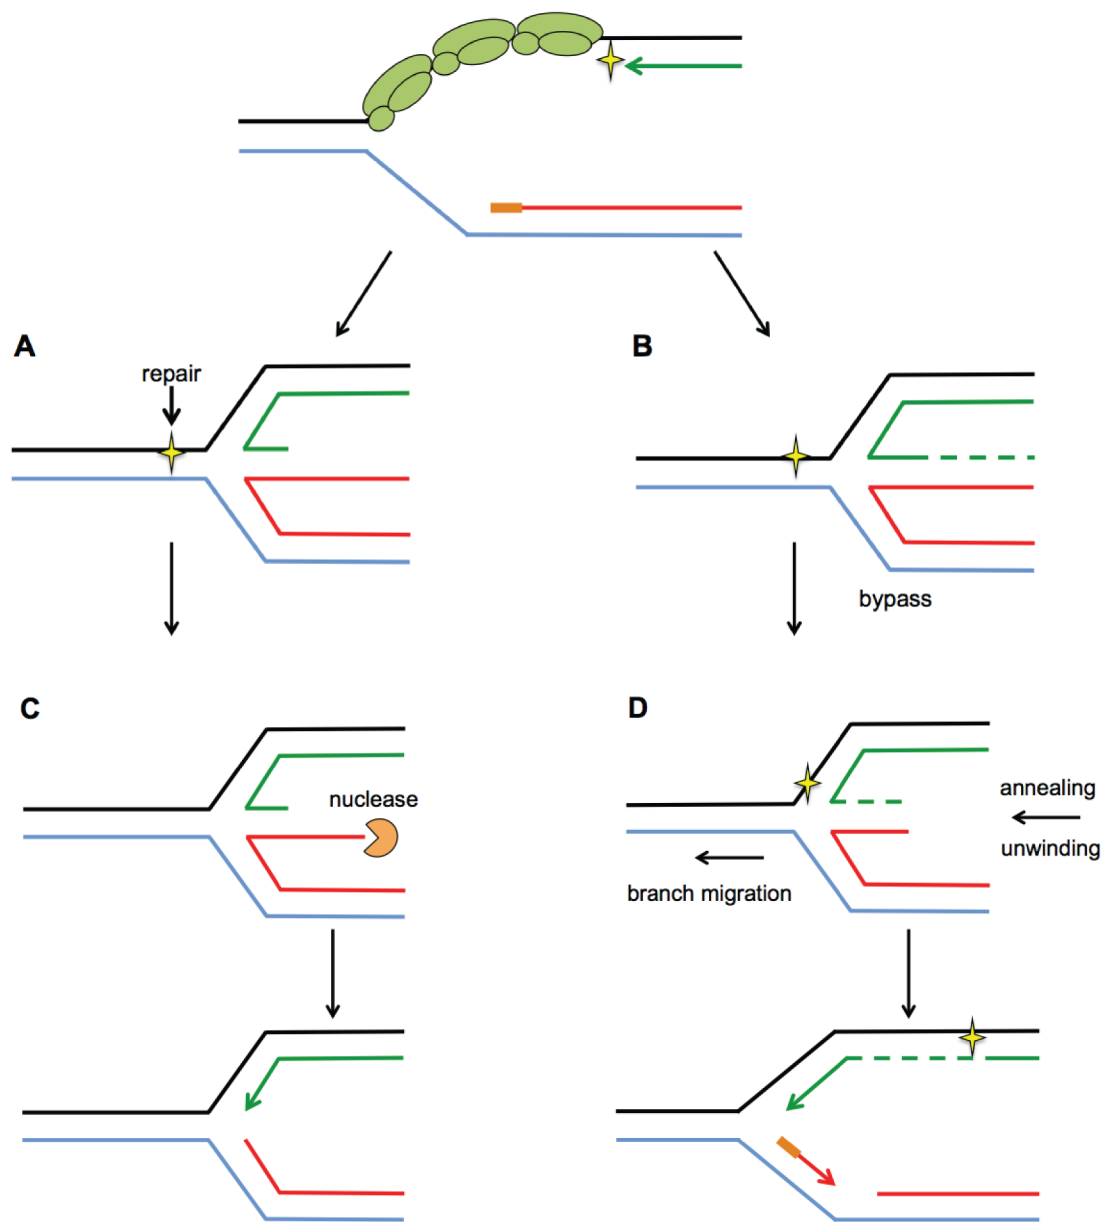 A
repair
B
bypass
C
nuclease
D
annealing
unwinding
branch migration